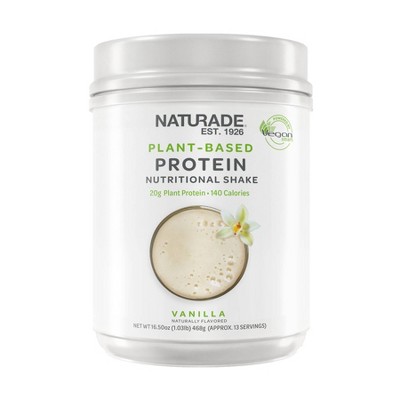 NATURADE®
EST. 1926
vegan
PLANT-BASED
PROTEIN
NUTRITIONAL SHAKE
20g Plant Protein • 140 Calories
VANILLA
NATURALLY FLAVORED
NET WT 16.50oz (1.03lb) 468g (APPROX. 13 SERVINGS)